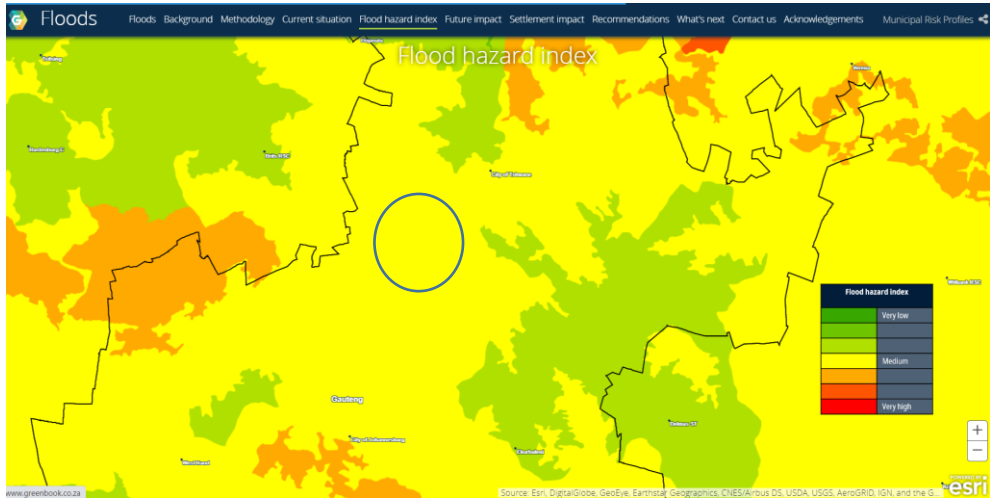 Floods
Floods Background Methodology Current situation Flood hazard index Future impact Settlement impact Recommendations What's next Contact us Acknowledgements
Municipal Risk Profiles
Flood hazard index
City of Tshwane
Flood hazard index
Very low
Medium
Very high
Gauteng
City of Johannesburg
Ekurhuleni
+
−
www.greenbook.co.za
Source: Esri, DigitalGlobe, GeoEye, Earthstar Geographics, CNES/Airbus DS, USDA, USGS, AeroGRID, IGN, and the G...
POWERED BY
esri